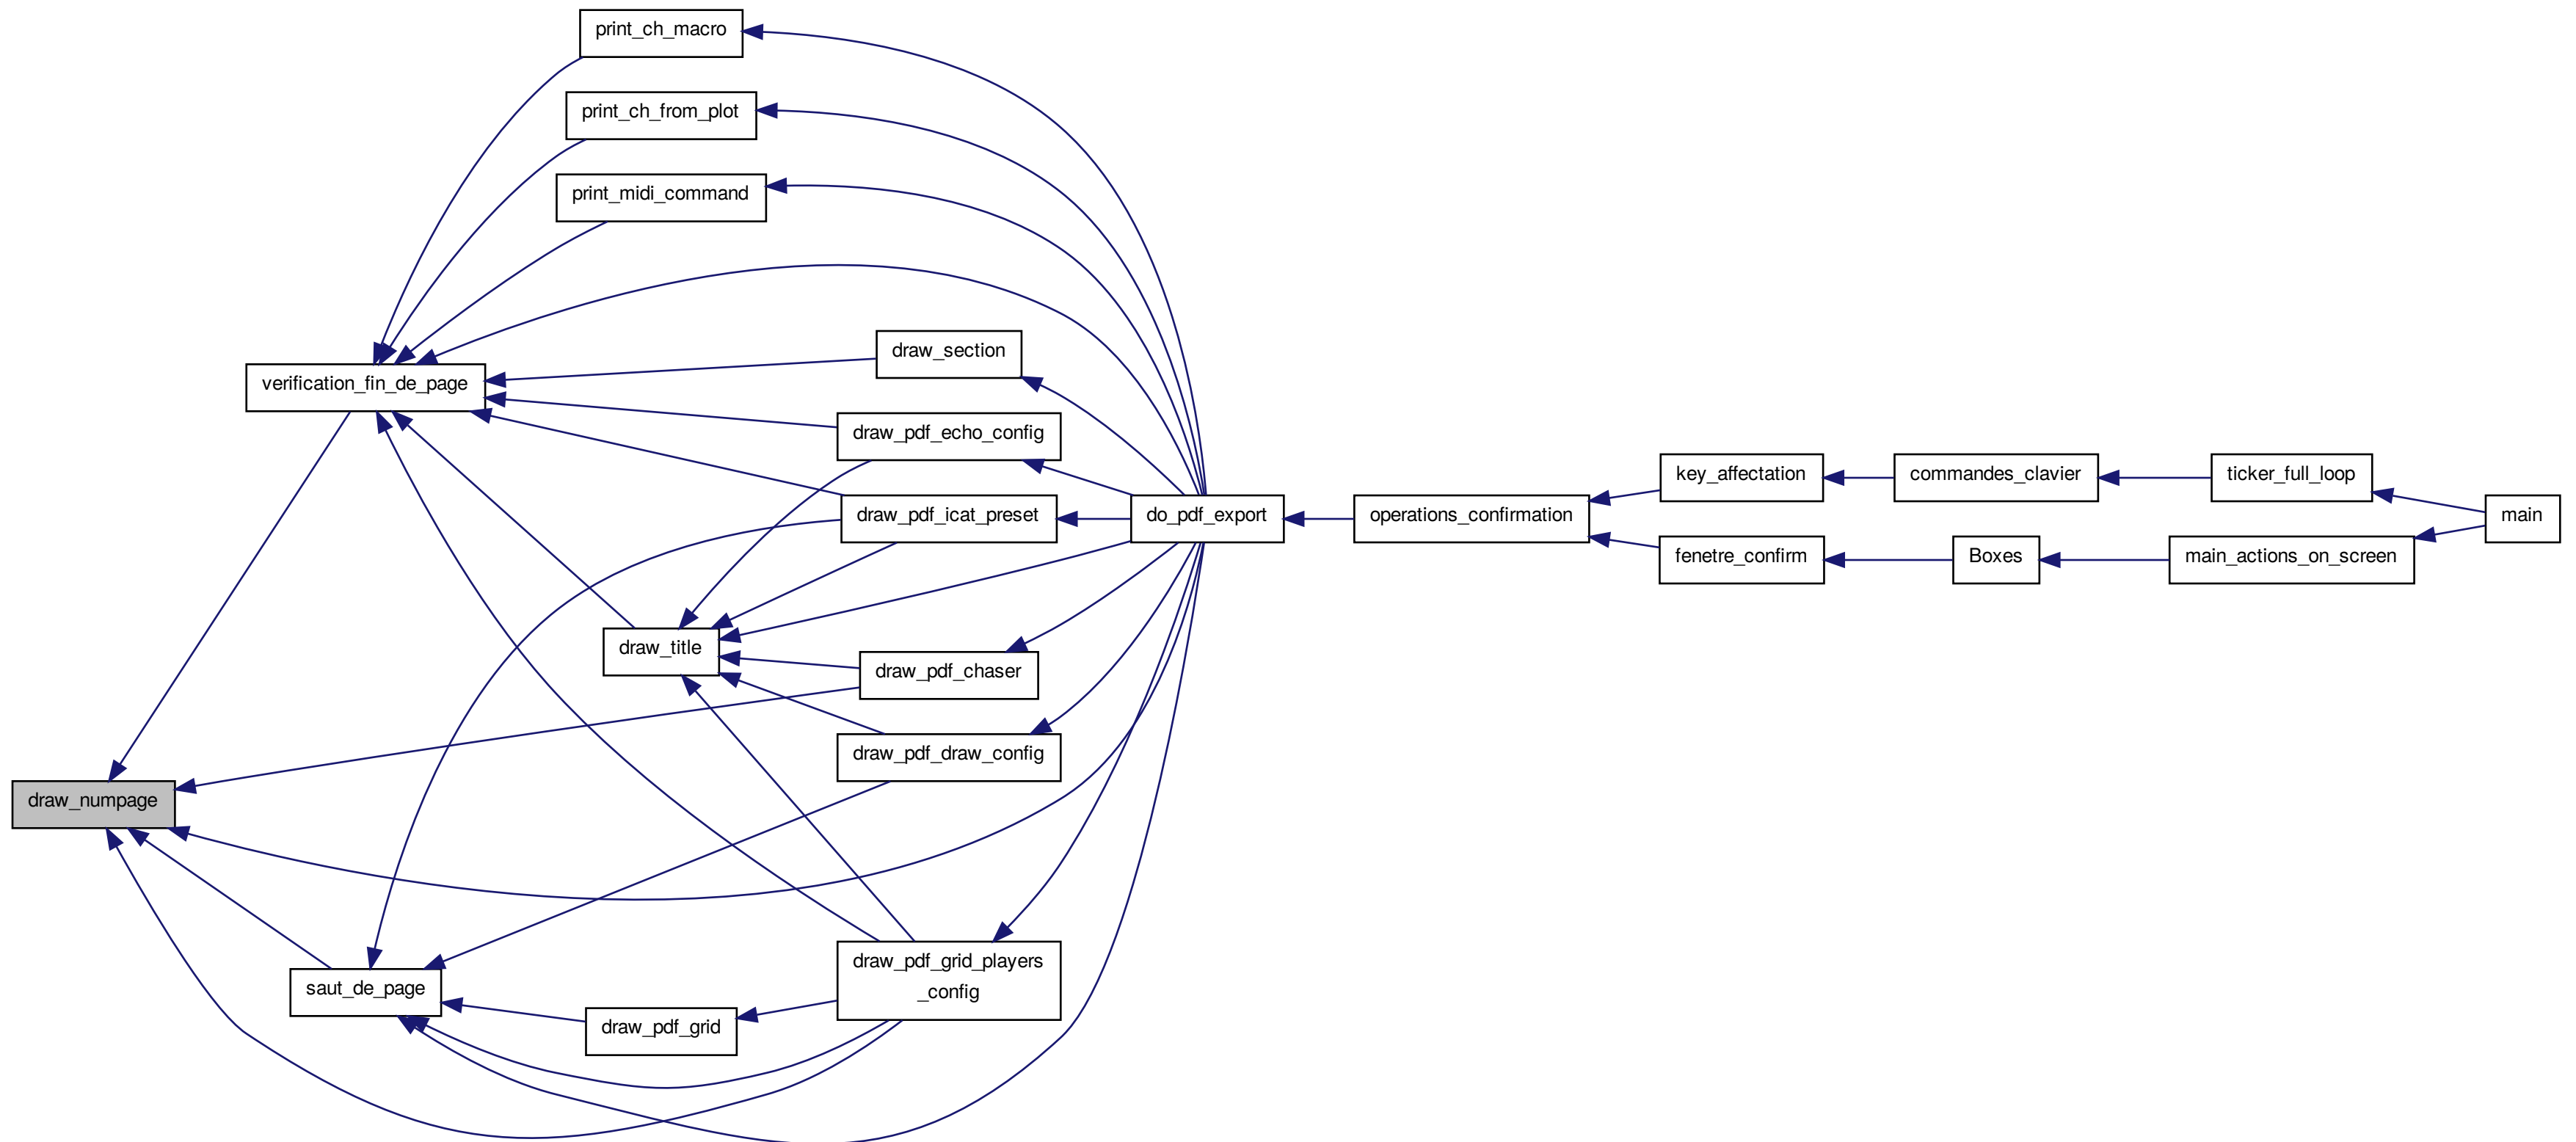 print_ch_macro
print_ch_from_plot
print_midi_command
draw_section
verification_fin_de_page
draw_pdf_echo_config
key_affectation
commandes_clavier
ticker_full_loop
draw_pdf_icat_preset
do_pdf_export
operations_confirmation
main
fenetre_confirm
Boxes
main_actions_on_screen
draw_title
draw_pdf_chaser
draw_pdf_draw_config
draw_numpage
draw_pdf_grid_players
_config
saut_de_page
draw_pdf_grid